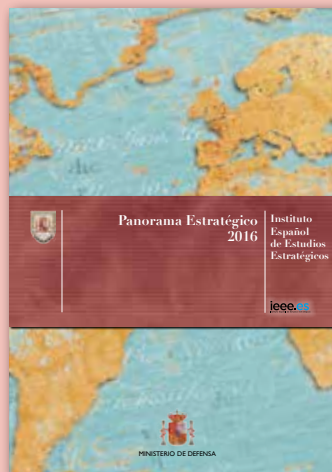 Panorama Estratégico
2016
Instituto
Español
de Estudios
Estratégicos
ieee.es
MINISTERIO DE DEFENSA